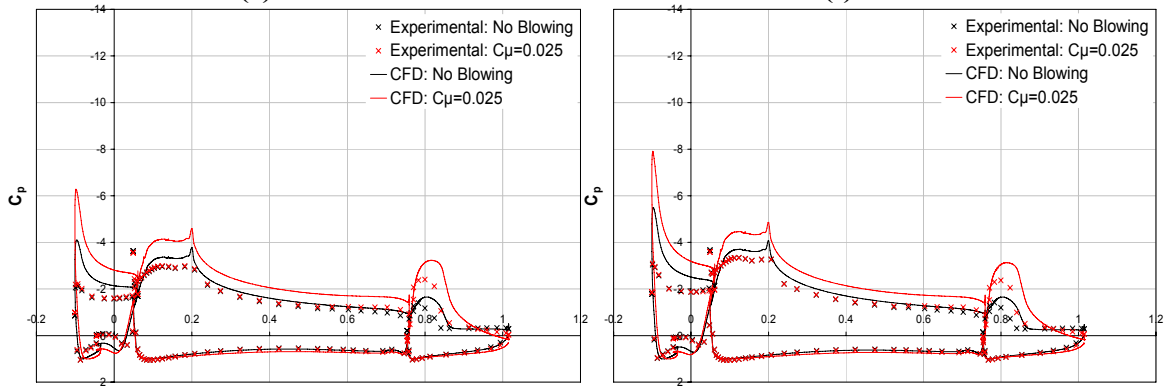 -14
Experimental: No Blowing
-12
Experimental: Cµ=0.025
CFD: No Blowing
-10
CFD: Cµ=0.025
-8
-6
-4
-2
Cp
-0.2 0 0 0.2 0.4 0.6 0.8 1 1.2
2
-14
Experimental: No Blowing
-12
Experimental: Cµ=0.025
CFD: No Blowing
-10
CFD: Cµ=0.025
-8
-6
-4
-2
Cp
-0.2 0 0 0.2 0.4 0.6 0.8 1 1.2
2